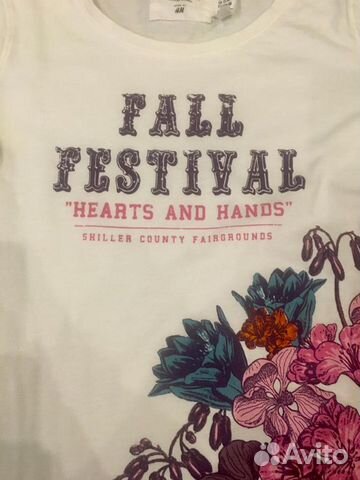 H&M
FALL
FESTIVAL
"HEARTS AND HANDS"
SHILLER COUNTY FAIRGROUNDS
Avito